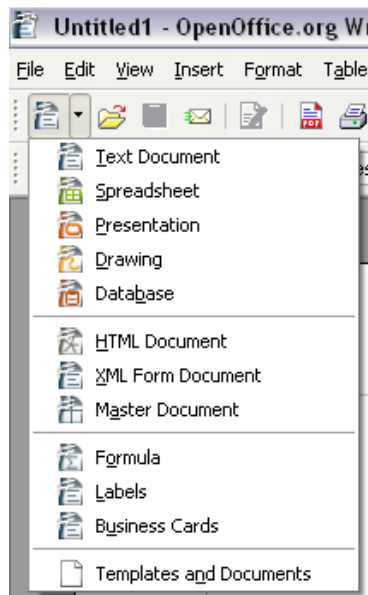 Untitled1 - OpenOffice.org Wr
File Edit View Insert Format Table
PDF
Text Document
Spreadsheet
Presentation
Drawing
Database
HTML Document
XML Form Document
Master Document
Formula
Labels
Business Cards
Templates and Documents